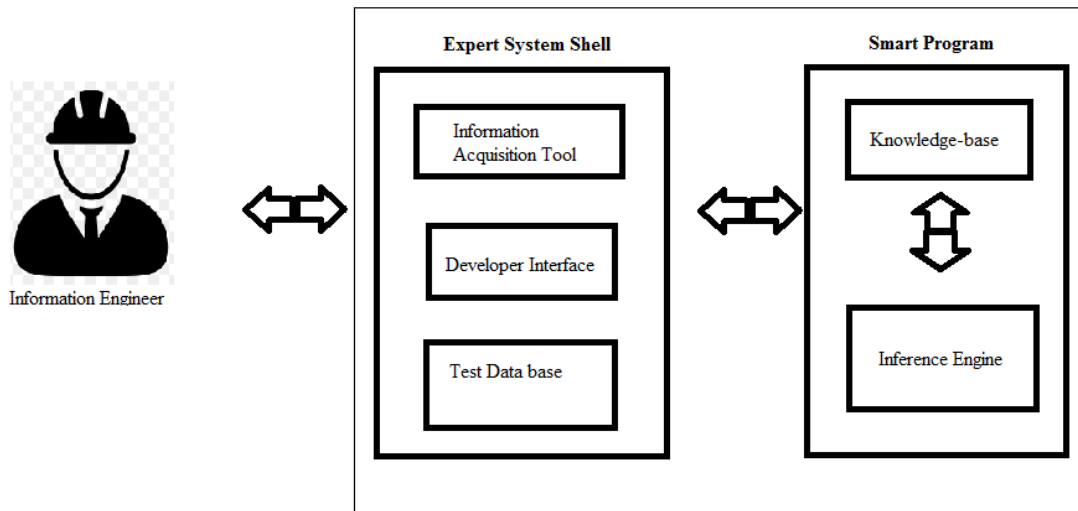 Expert System Shell
Smart Program
Information
Acquisition Tool
Knowledge-base
Developer Interface
Information Engineer
Test Data base
Inference Engine